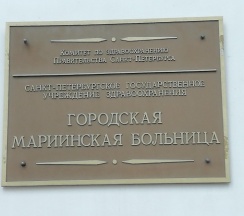 Комитет по здравоохранению
Правительства Санкт-Петербурга
Санкт-Петербургское государственное
учреждение здравоохранения
ГОРОДСКАЯ
МАРИИНСКАЯ БОЛЬНИЦА